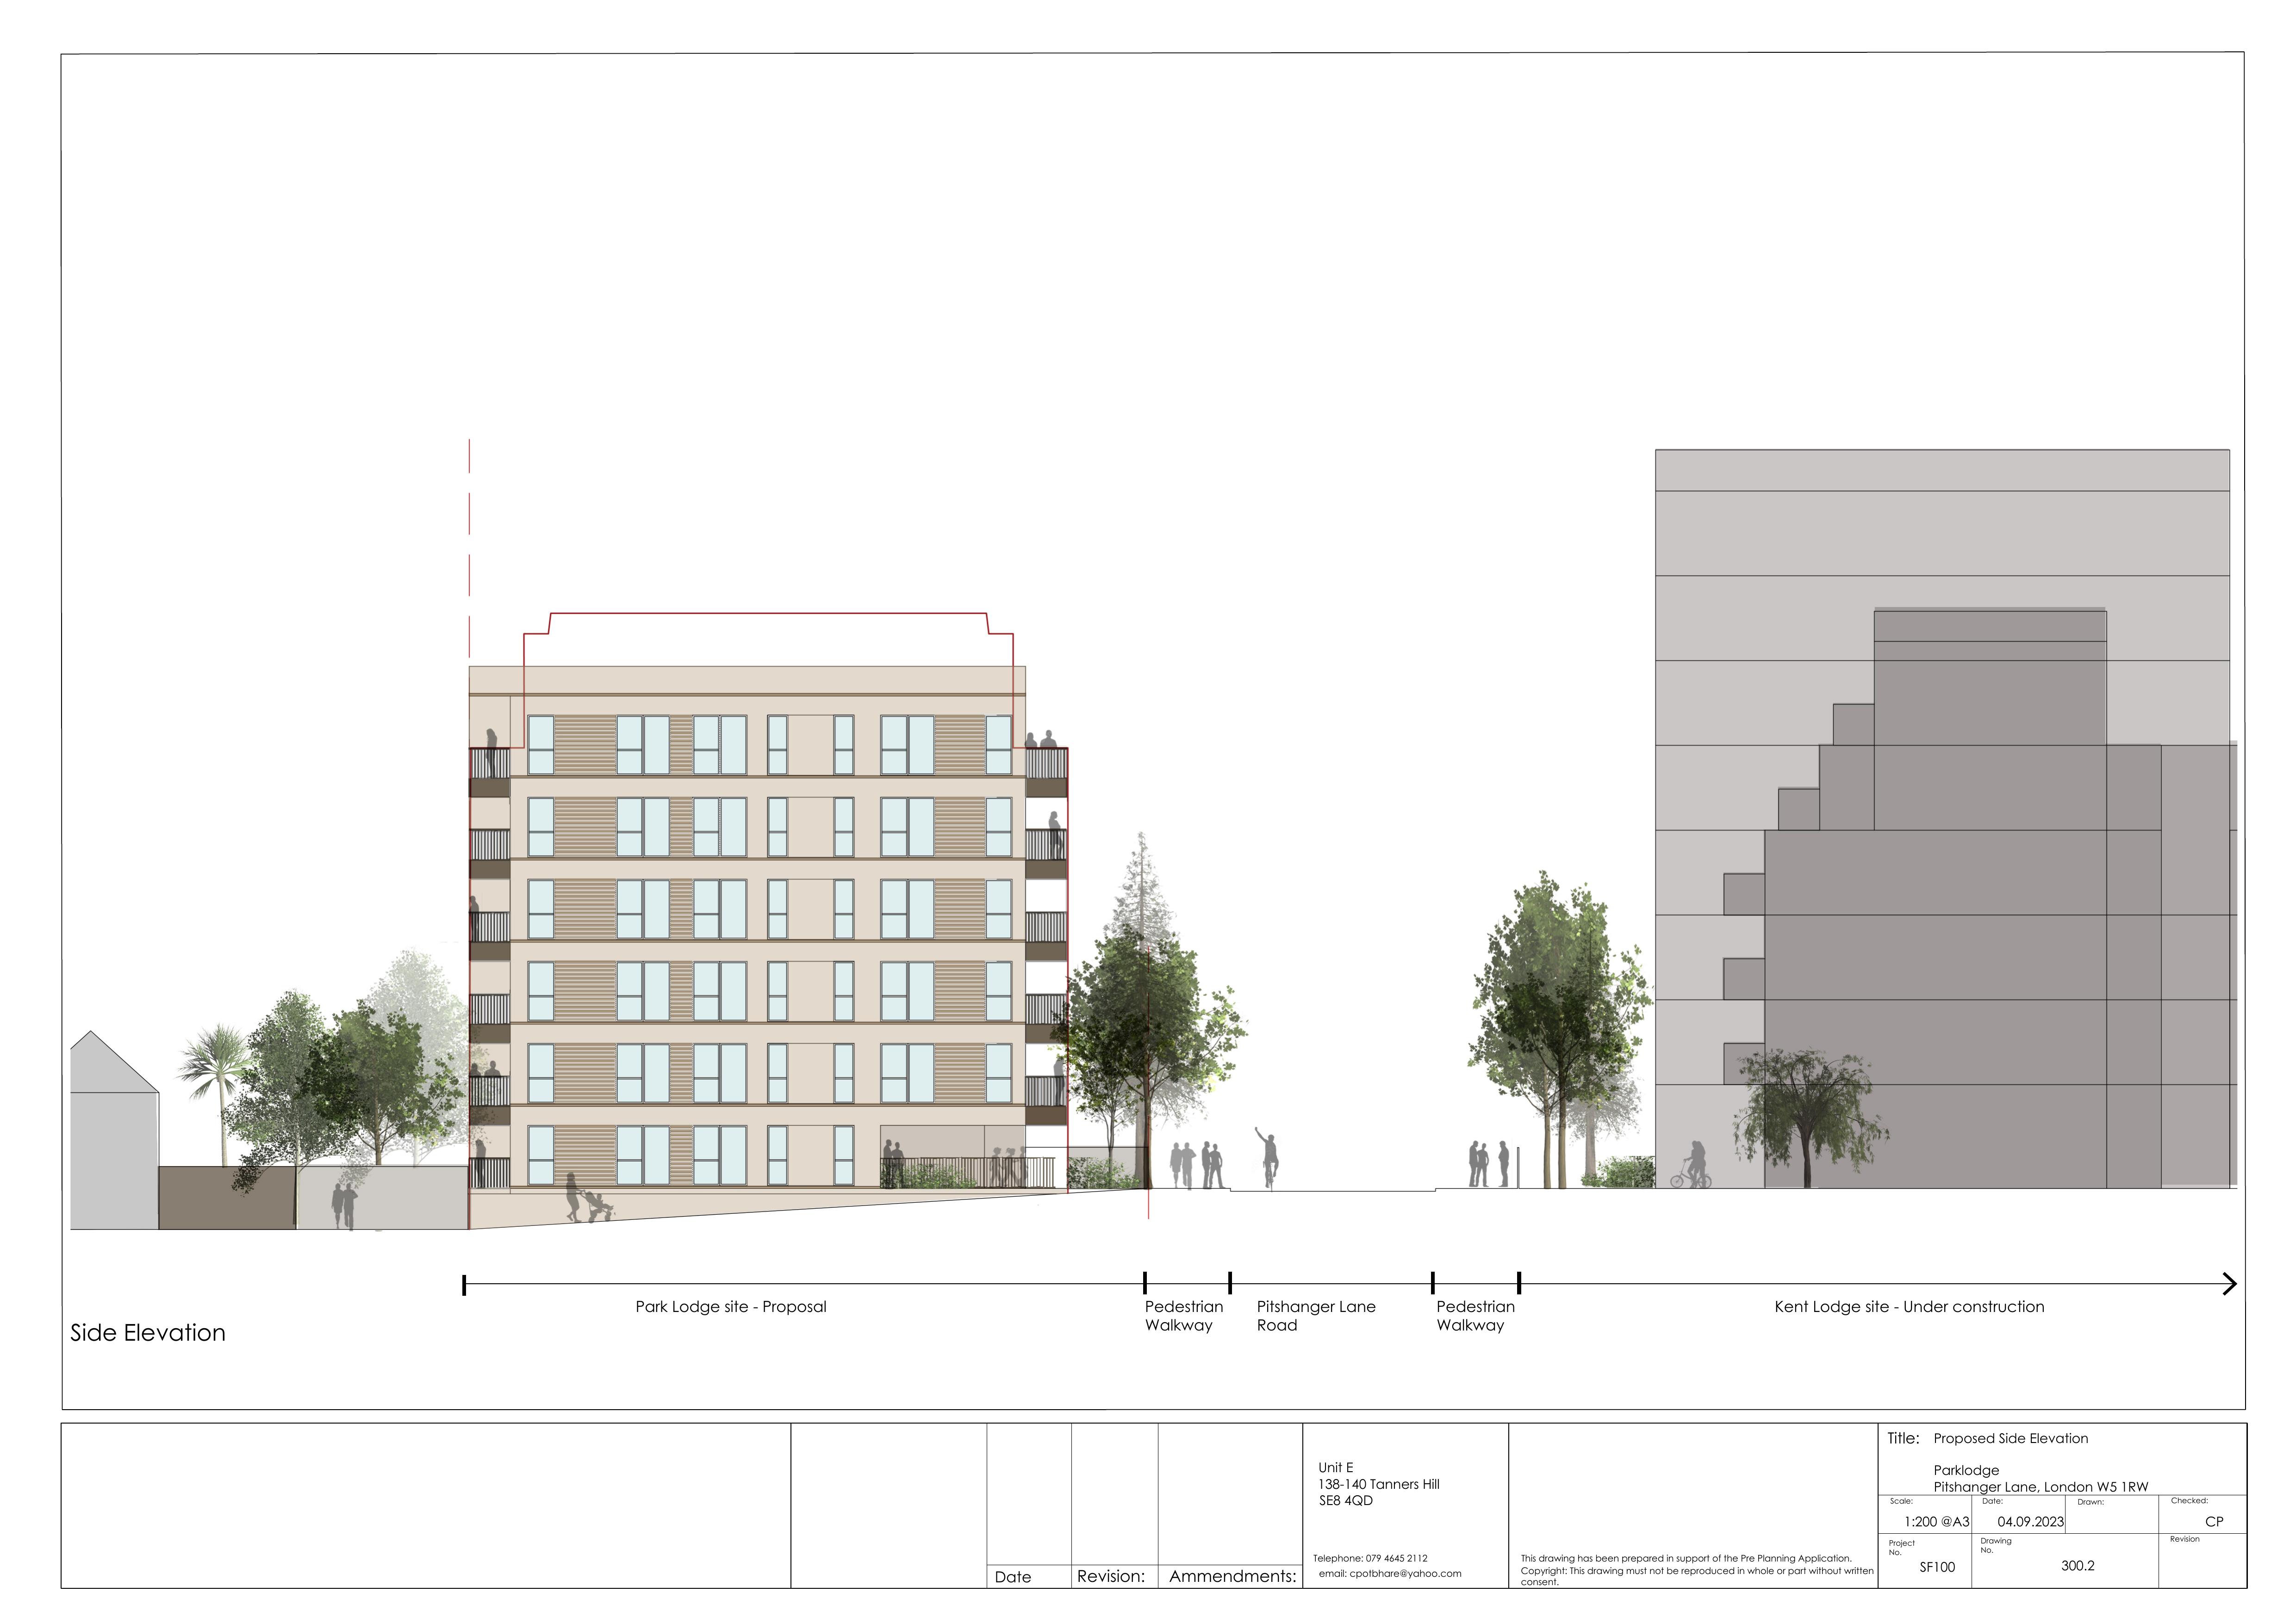 Park Lodge site - Proposal
Pedestrian
Walkway
Pitshanger Lane
Road
Pedestrian
Walkway
Kent Lodge site - Under construction
Side Elevation
Date
Revision:
Ammendments:
Unit E
138-140 Tanners Hill
SE8 4QD
Telephone: 079 4645 2112
email: cpotbhare@yahoo.com
This drawing has been prepared in support of the Pre Planning Application.
Copyright: This drawing must not be reproduced in whole or part without written
consent.
Title: Proposed Side Elevation
Parklodge
Pitshanger Lane, London W5 1RW
Scale:
1:200 @A3
Date:
04.09.2023
Drawn:
Checked:
CP
Project
No.
SF100
Drawing
No.
300.2
Revision